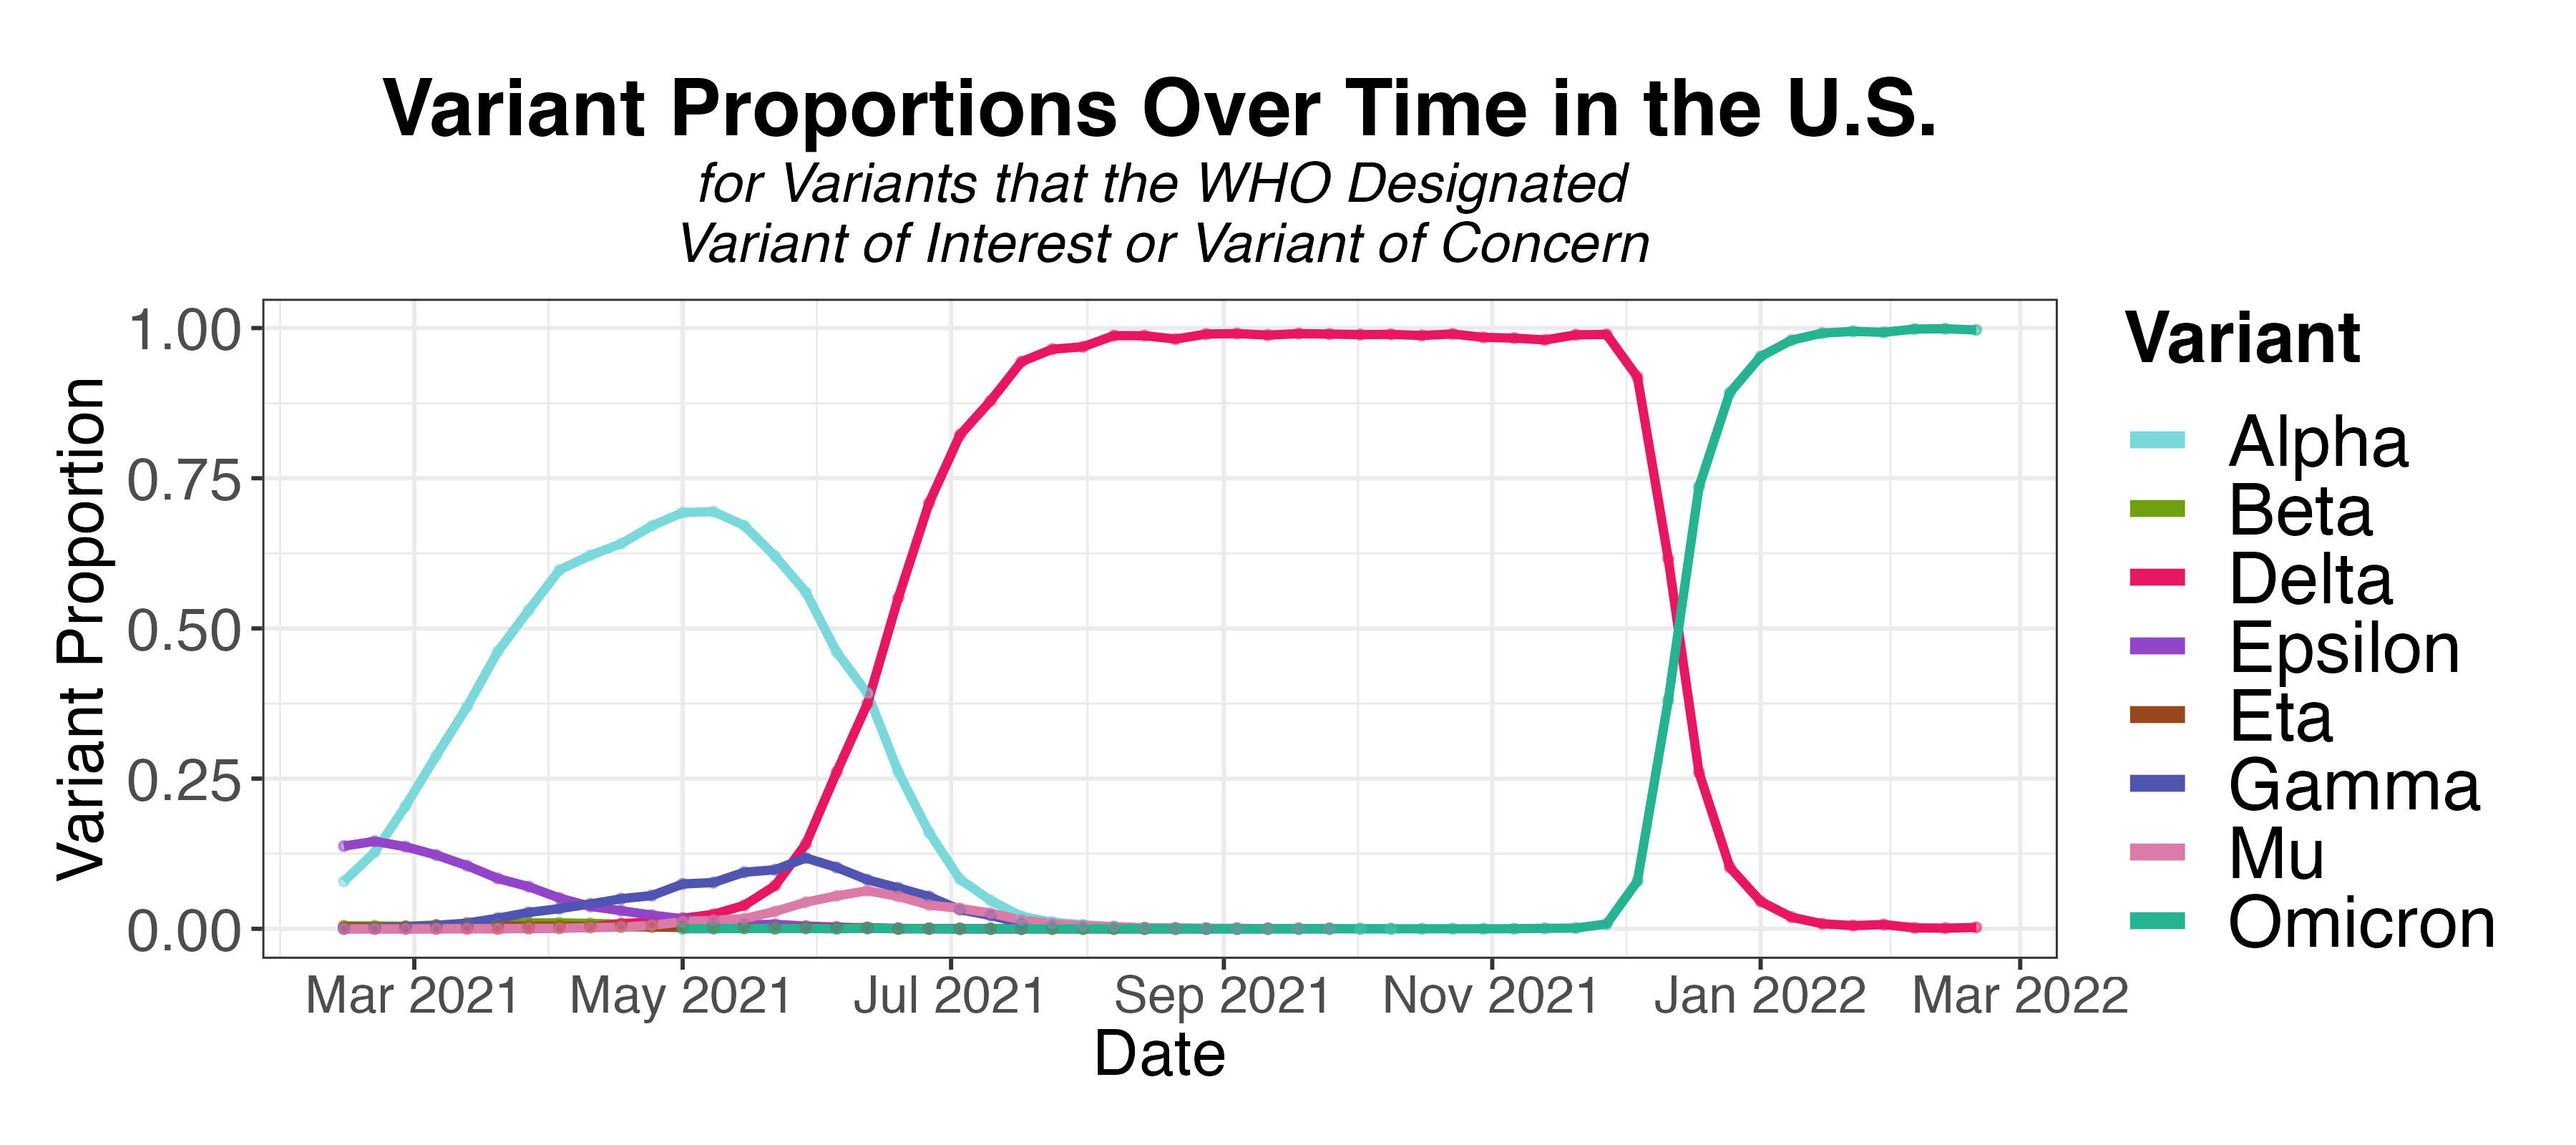 Variant Proportions Over Time in the U.S.
for Variants that the WHO Designated
Variant of Interest or Variant of Concern
Variant Proportion
1.00
0.75
0.50
0.25
0.00
Mar 2021
May 2021
Jul 2021
Sep 2021
Nov 2021
Jan 2022
Mar 2022
Date
Variant
Alpha
Beta
Delta
Epsilon
Eta
Gamma
Mu
Omicron